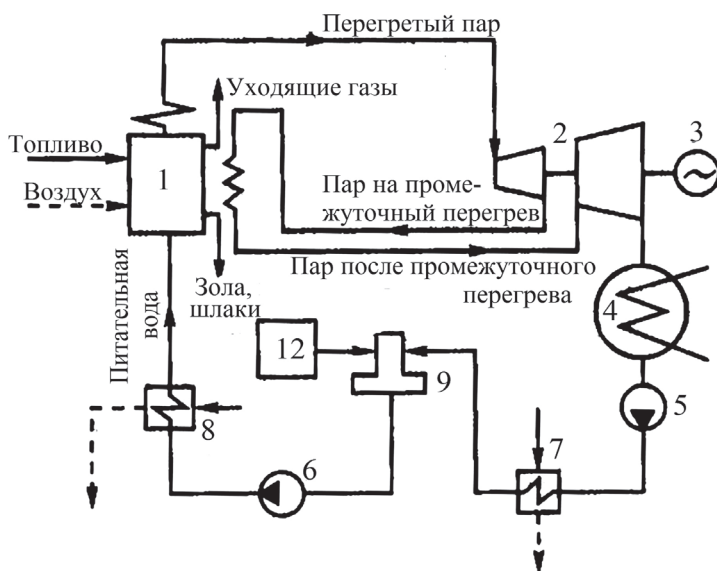 Перегретый пар
Уходящие газы
Топливо
Воздух
1
2
3
Пар на проме-
жуточный перегрев
Пар после промежуточного
перегрева
Зола,
шлаки
Питательная
вода
4
12
9
5
8
6
7